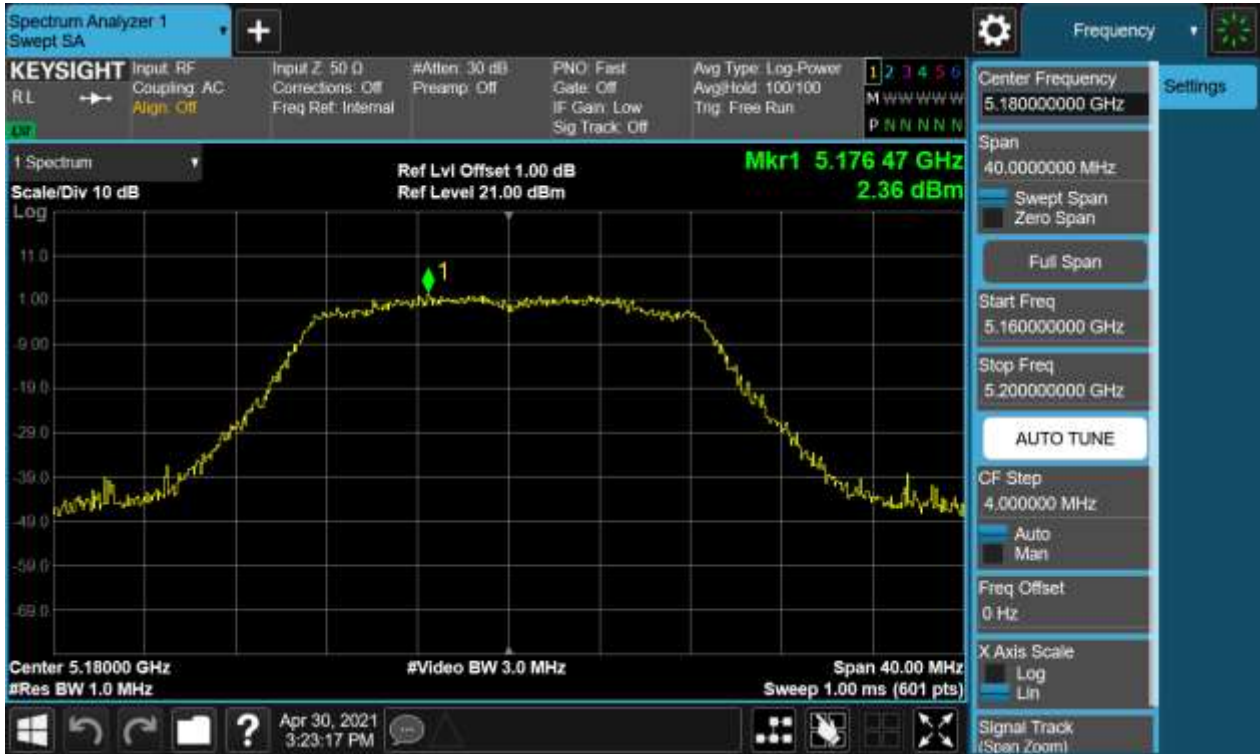 Spectrum Analyzer 1
Swept SA
Frequency
KEYSIGHT
RL
Input: RF
Coupling: AC
Align: Off
Input Z: 50 Ω
Corrections: Off
Freq Ref: Internal
#Atten: 30 dB
Preamp: Off
PNO: Fast
Gate: Off
IF Gain: Low
Sig Track: Off
Avg Type: Log-Power
Avg|Hold: 100/100
Trig: Free Run
1 2 3 4 5 6
M W W W W W
P N N N N N
1 Spectrum
Scale/Div 10 dB
Ref Lvl Offset 1.00 dB
Ref Level 21.00 dBm
Mkr1 5.176 47 GHz
2.36 dBm
Log
11.0
1.00
-9.00
-19.0
-29.0
-39.0
-49.0
-59.0
-69.0
1
Center 5.18000 GHz
#Res BW 1.0 MHz
#Video BW 3.0 MHz
Span 40.00 MHz
Sweep 1.00 ms (601 pts)
?
Apr 30, 2021
3:23:17 PM
Center Frequency
5.180000000 GHz
Settings
Span
40.0000000 MHz
Swept Span
Zero Span
Full Span
Start Freq
5.160000000 GHz
Stop Freq
5.200000000 GHz
AUTO TUNE
CF Step
4.000000 MHz
Auto
Man
Freq Offset
0 Hz
X Axis Scale
Log
Lin
Signal Track
(Span Zoom)